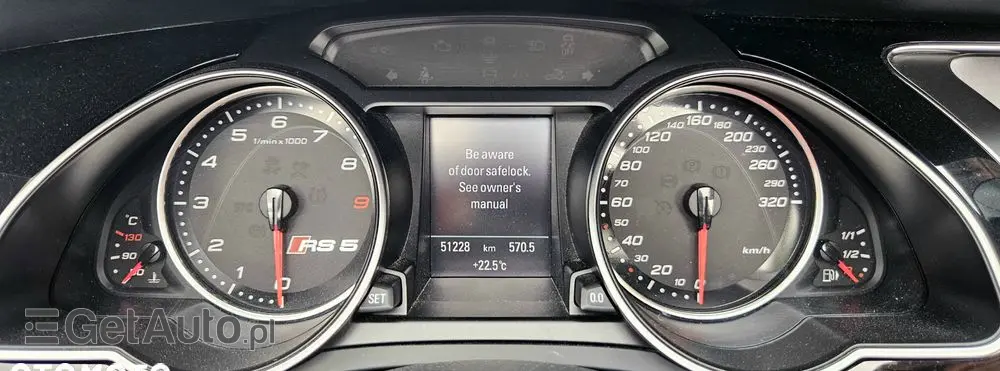 1/min x 1000
0 1 2 3 4 5 6 7 8 9
RS 5
°C
130
90
50
SET
Be aware
of door safelock.
See owner's
manual
51228 km 570.5
+22.5°C
0.0
0 10 20 30 40 50 60 70 80 100 120 140 160 180 200 230 260 290 320
km/h
1/1
1/2
GetAuto.pl
OTOMOTO